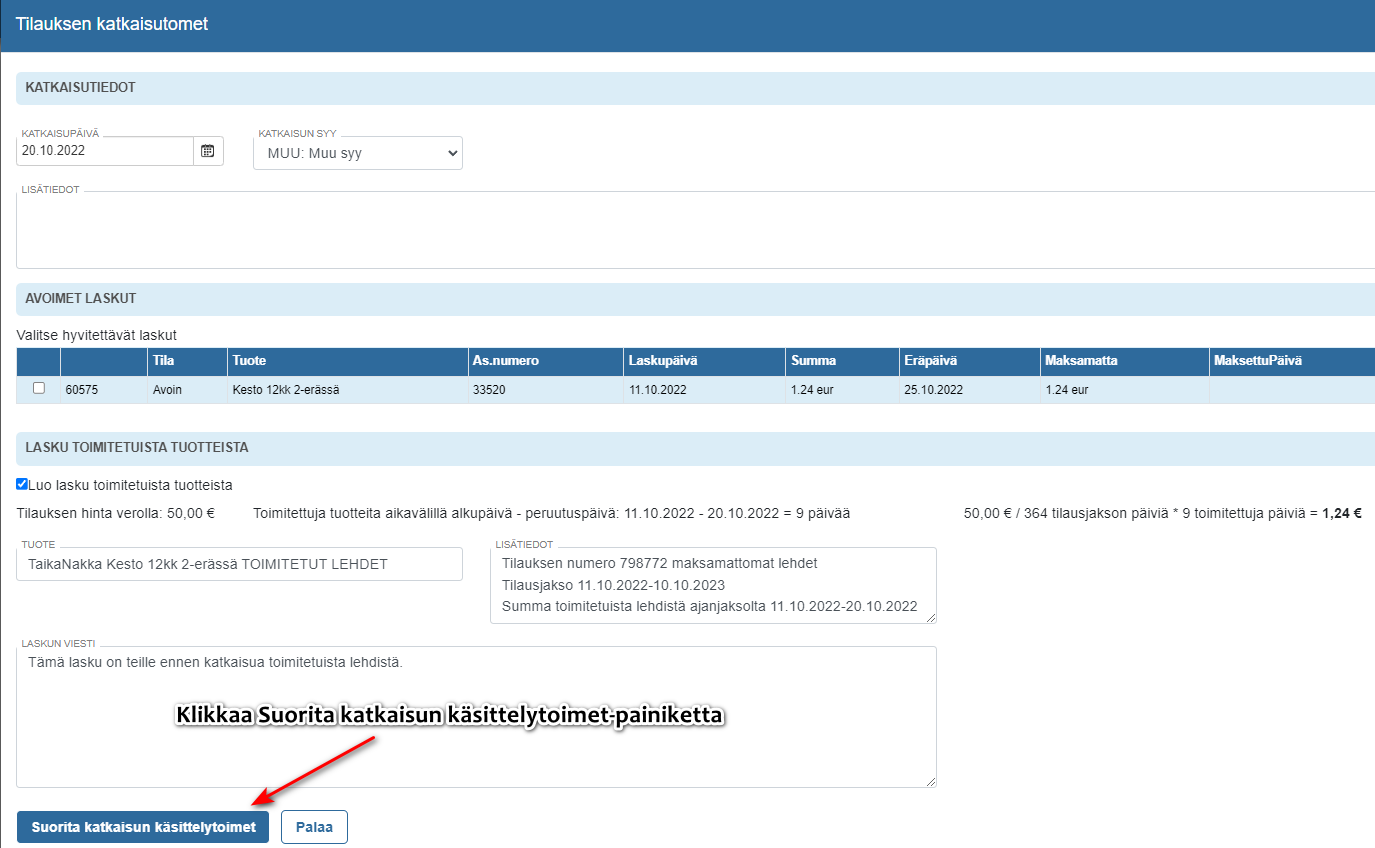 Tilauksen katkaisutomet
KATKAISUTIEDOT
KATKAISUPÄIVÄ
20.10.2022
KATKAISUN SYY
MUU: Muu syy
LISÄTIEDOT
AVOIMET LASKUT
Valitse hyvitettävät laskut
Tila Tuote As.numero Laskupäivä Summa Eräpäivä Maksamatta MaksettuPäivä
60575 Avoin Kesto 12kk 2-erässä 33520 11.10.2022 1.24 eur 25.10.2022 1.24 eur
LASKU TOIMITETUISTA TUOTTEISTA
Luo lasku toimitetuista tuotteista
Tilauksen hinta verolla: 50,00 € Toimitettuja tuotteita aikavälillä alkupäivä - peruutuspäivä: 11.10.2022 - 20.10.2022 = 9 päivää 50,00 € / 364 tilausjakson päiviä * 9 toimitettuja päiviä = 1,24 €
TUOTE
TaikaNakka Kesto 12kk 2-erässä TOIMITETUT LEHDET
LISÄTIEDOT
Tilauksen numero 798772 maksamattomat lehdet
Tilausjakso 11.10.2022-10.10.2023
Summa toimitetuista lehdistä ajanjaksolta 11.10.2022-20.10.2022
LASKUN VIESTI
Tämä lasku on teille ennen katkaisua toimitetuista lehdistä.
Klikkaa Suorita katkaisun käsittelytoimet-painiketta
Suorita katkaisun käsittelytoimet
Palaa